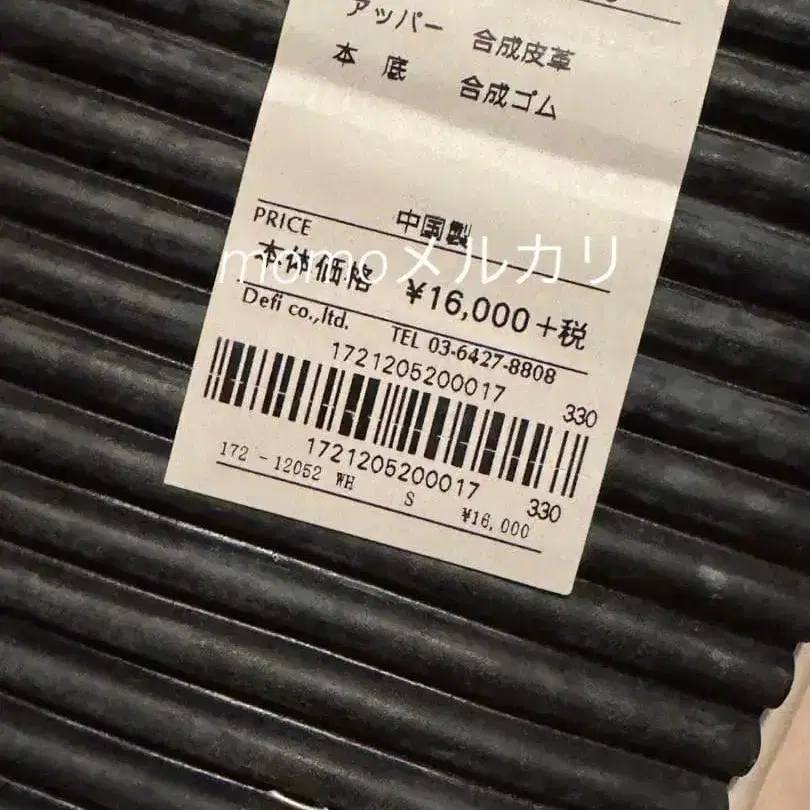 アッパー 合成皮革
本 底 合成ゴム
中国製
PRICE
momoメルカリ
本体価格 ¥16,000+税
Defi co.,ltd. TEL 03-6427-8808
1721205200017 330
1721205200017 330
172 -12052 WH S ¥16,000